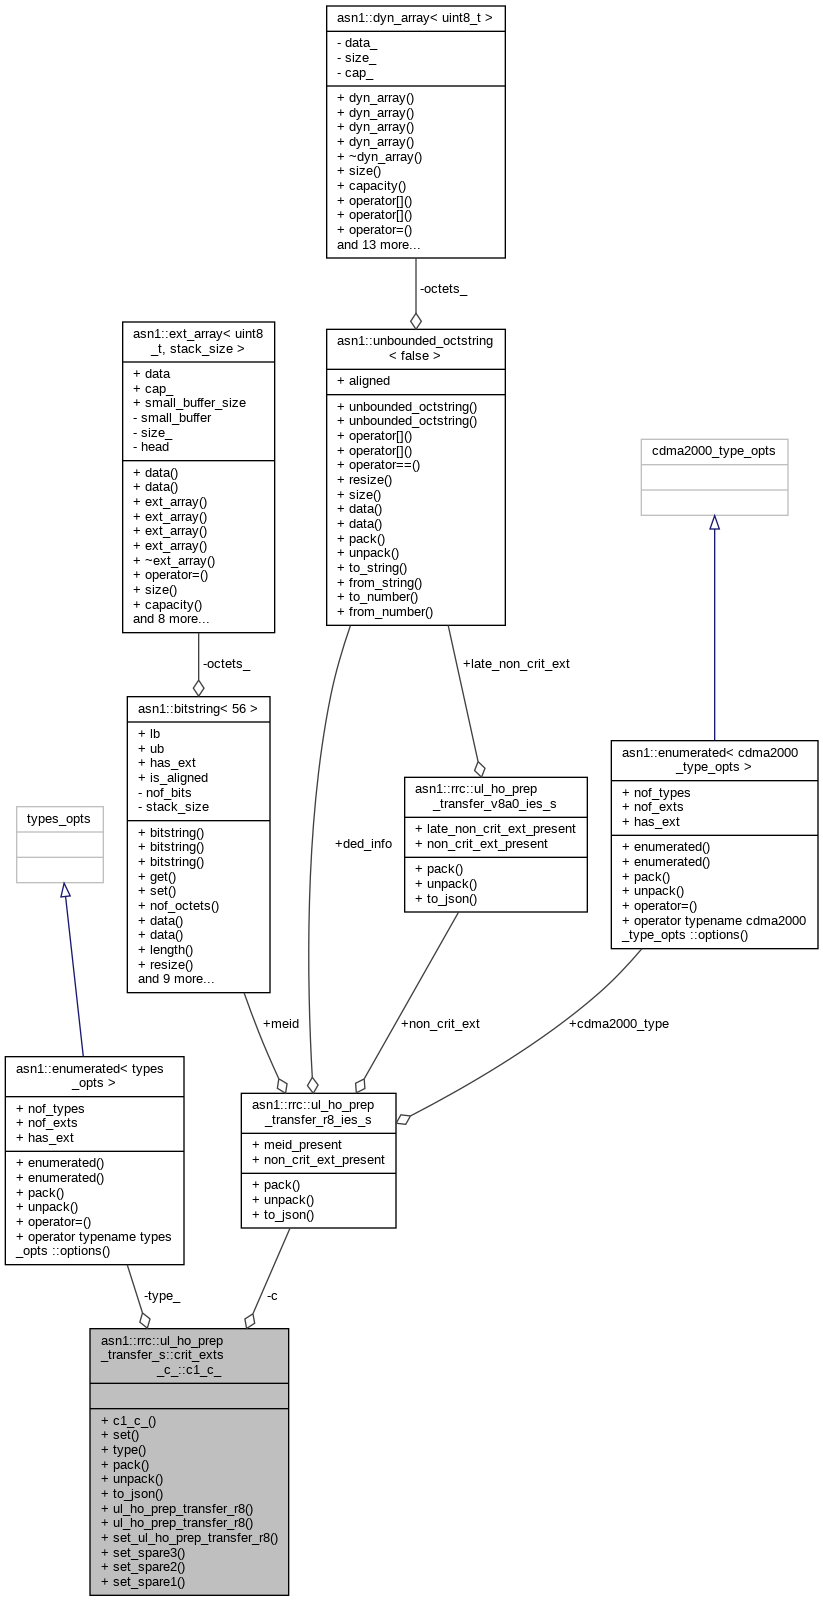 asn1::dyn_array< uint8_t >
- data_
- size_
- cap_
+ dyn_array()
+ dyn_array()
+ dyn_array()
+ dyn_array()
+ ~dyn_array()
+ size()
+ capacity()
+ operator[]()
+ operator[]()
+ operator=()
and 13 more...
-octets_
asn1::ext_array< uint8
_t, stack_size >
+ data
+ cap_
+ small_buffer_size
- small_buffer
- size_
- head
+ data()
+ data()
+ ext_array()
+ ext_array()
+ ext_array()
+ ext_array()
+ ~ext_array()
+ operator=()
+ size()
+ capacity()
and 8 more...
-octets_
asn1::unbounded_octstring
< false >
+ aligned
+ unbounded_octstring()
+ unbounded_octstring()
+ operator[]()
+ operator[]()
+ operator==()
+ resize()
+ size()
+ data()
+ data()
+ pack()
+ unpack()
+ to_string()
+ from_string()
+ to_number()
+ from_number()
cdma2000_type_opts
+late_non_crit_ext
asn1::bitstring< 56 >
+ lb
+ ub
+ has_ext
+ is_aligned
- nof_bits
- stack_size
+ bitstring()
+ bitstring()
+ bitstring()
+ get()
+ set()
+ nof_octets()
+ data()
+ data()
+ length()
+ resize()
and 9 more...
asn1::rrc::ul_ho_prep
_transfer_v8a0_ies_s
+ late_non_crit_ext_present
+ non_crit_ext_present
+ pack()
+ unpack()
+ to_json()
asn1::enumerated< cdma2000
_type_opts >
+ nof_types
+ nof_exts
+ has_ext
+ enumerated()
+ enumerated()
+ pack()
+ unpack()
+ operator=()
+ operator typename cdma2000
_type_opts ::options()
types_opts
+ded_info
+meid
+non_crit_ext
+cdma2000_type
asn1::enumerated< types
_opts >
+ nof_types
+ nof_exts
+ has_ext
+ enumerated()
+ enumerated()
+ pack()
+ unpack()
+ operator=()
+ operator typename types
_opts ::options()
asn1::rrc::ul_ho_prep
_transfer_r8_ies_s
+ meid_present
+ non_crit_ext_present
+ pack()
+ unpack()
+ to_json()
-type_
-c
asn1::rrc::ul_ho_prep
_transfer_s::crit_exts
_c_::c1_c_
+ c1_c_()
+ set()
+ type()
+ pack()
+ unpack()
+ to_json()
+ ul_ho_prep_transfer_r8()
+ ul_ho_prep_transfer_r8()
+ set_ul_ho_prep_transfer_r8()
+ set_spare3()
+ set_spare2()
+ set_spare1()